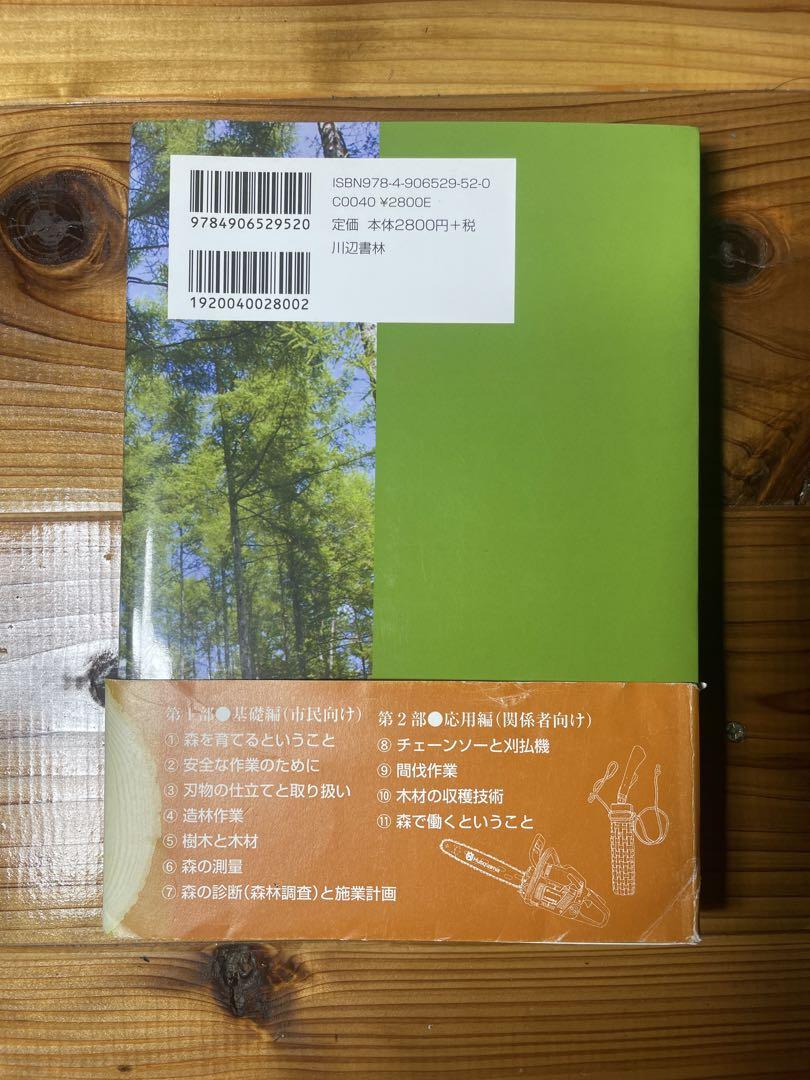 ISBN978-4-906529-52-0
C0040 ¥2800E
定価 本体2800円+税
川辺書林
9784906529520
1920040028002
第1部●基礎編(市民向け)
① 森を育てるということ
② 安全な作業のために
③ 刃物の仕立てと取り扱い
④ 造林作業
⑤ 樹木と木材
⑥ 森の測量
⑦ 森の診断(森林調査)と施業計画
第2部●応用編(関係者向け)
⑧ チェーンソーと刈払機
⑨ 間伐作業
⑩ 木材の収穫技術
⑪ 森で働くということ
Husqvarna